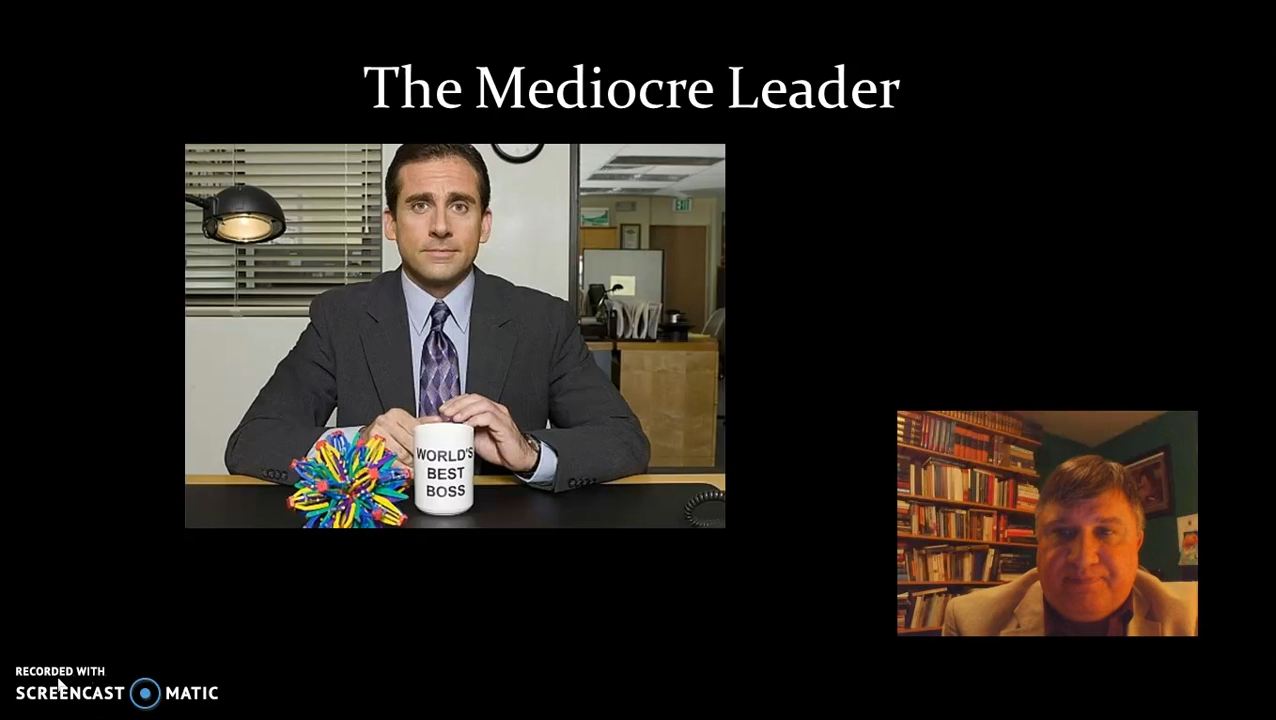 The Mediocre Leader
WORLD'S
BEST
BOSS
RECORDED WITH
SCREENCAST MATIC